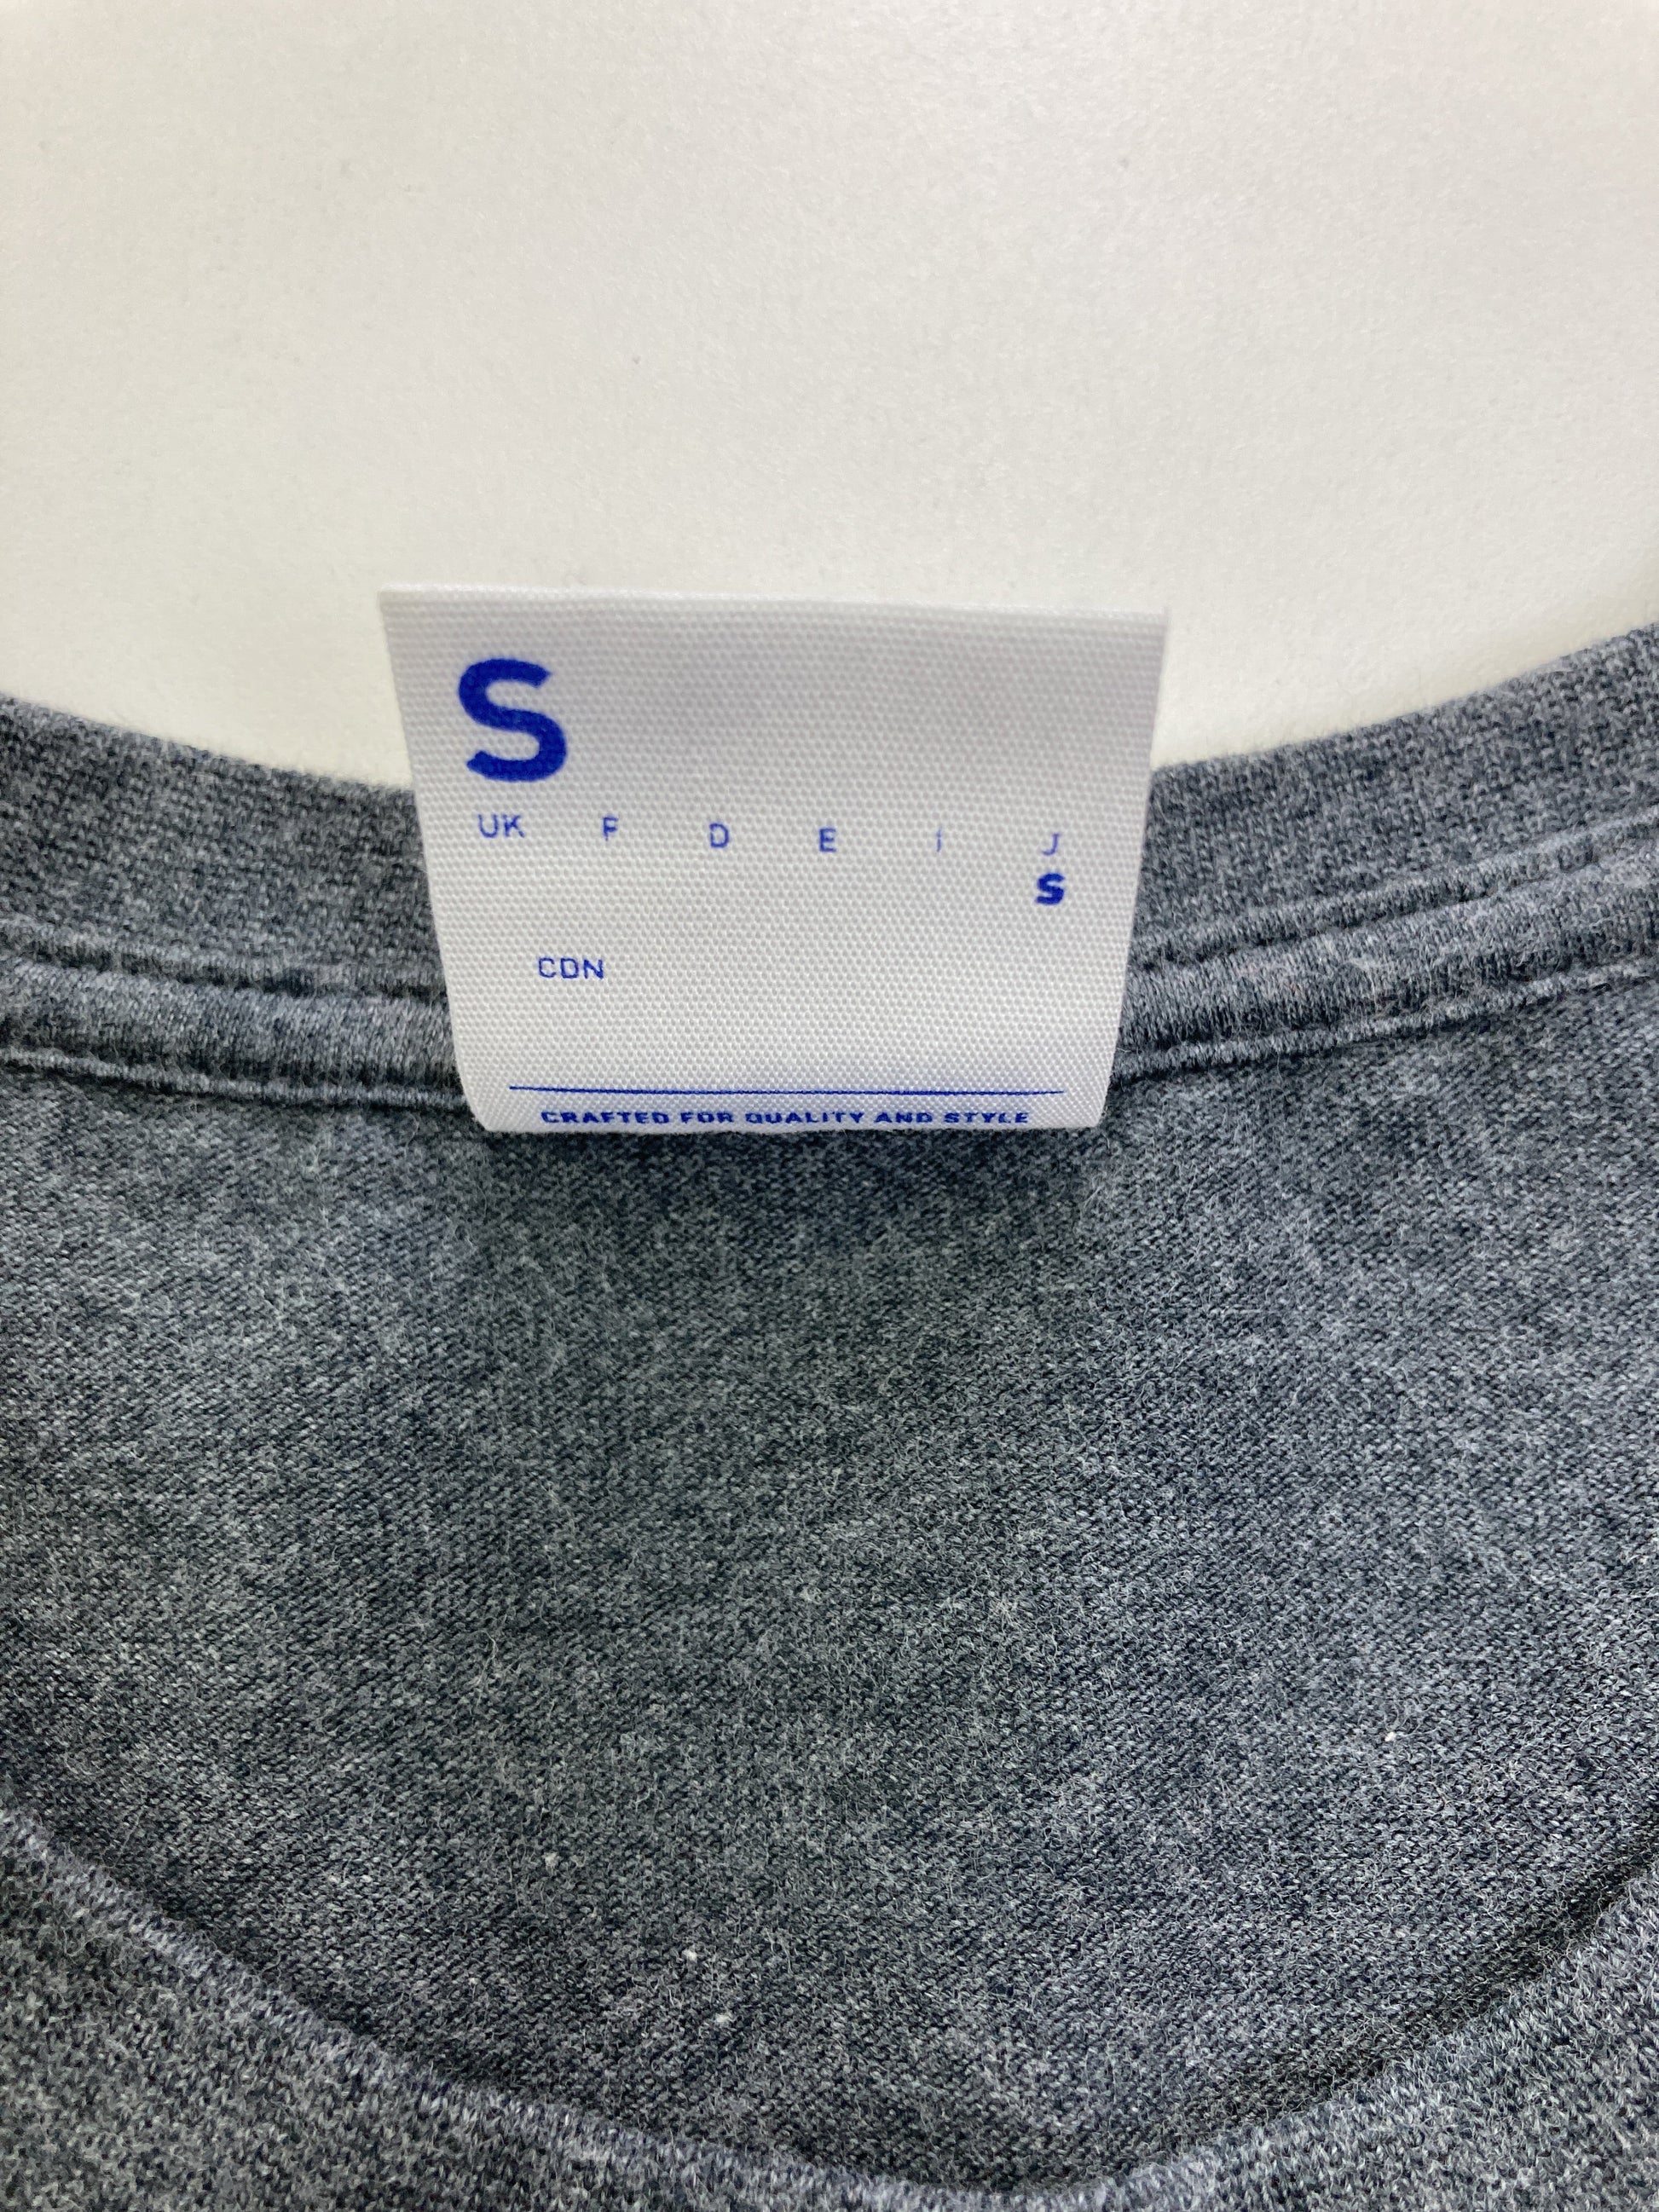 S
UK F D E I J
S
CDN
CRAFTED FOR QUALITY AND STYLE